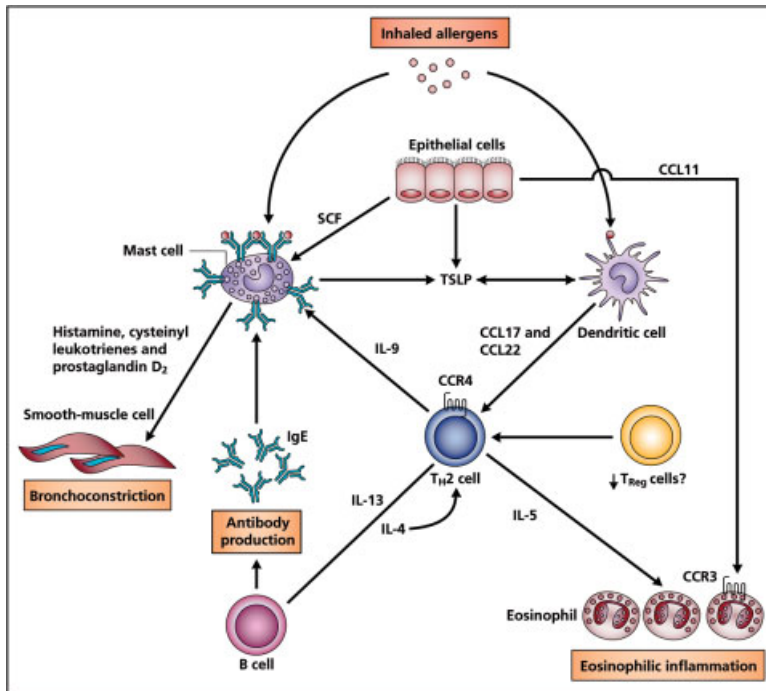 Inhaled allergens
Epithelial cells
CCL11
SCF
Mast cell
TSLP
Dendritic cell
Histamine, cysteinyl
leukotrienes and
prostaglandin D₂
CCL17 and
CCL22
IL-9
CCR4
Smooth-muscle cell
IgE
Bronchoconstriction
TH2 cell
↓ TReg cells?
IL-13
IL-4
IL-5
Antibody
production
CCR3
Eosinophil
B cell
Eosinophilic inflammation